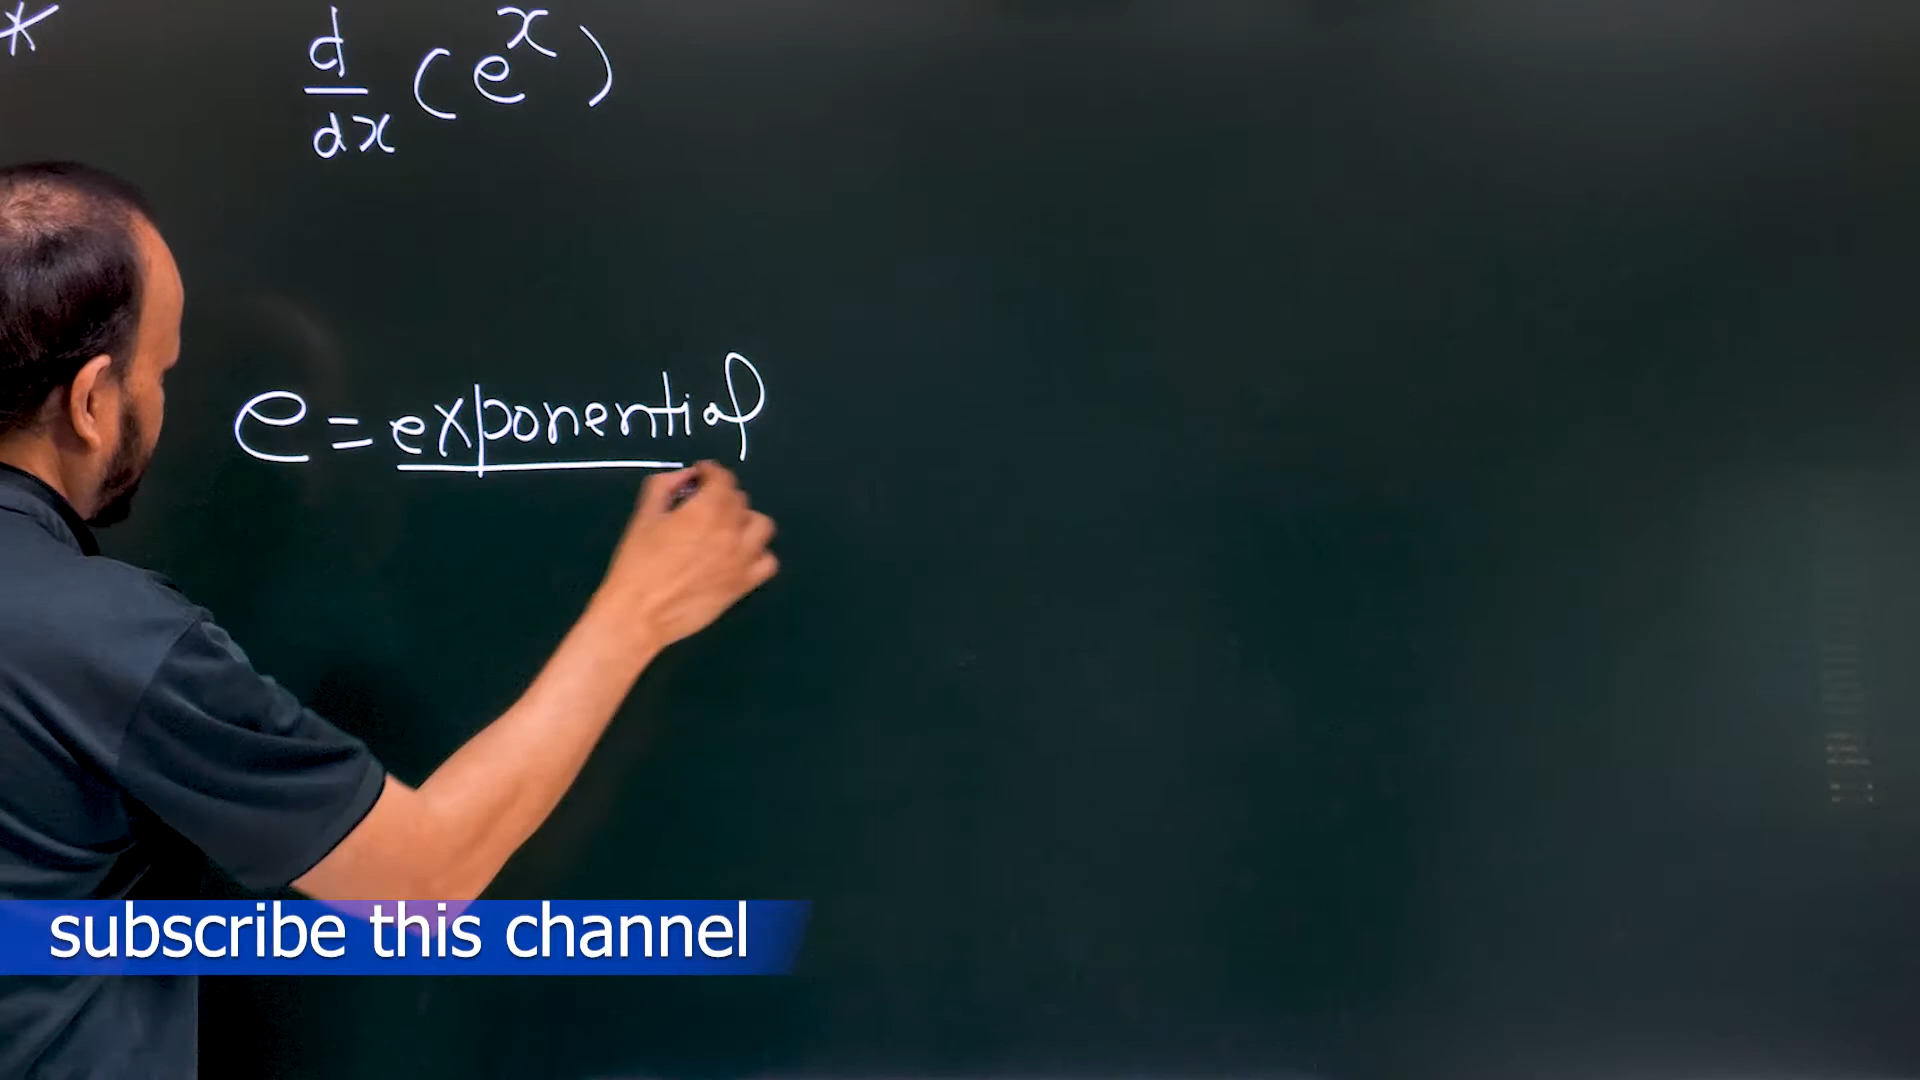 * d/dx (e^x)
e = exponential
subscribe this channel